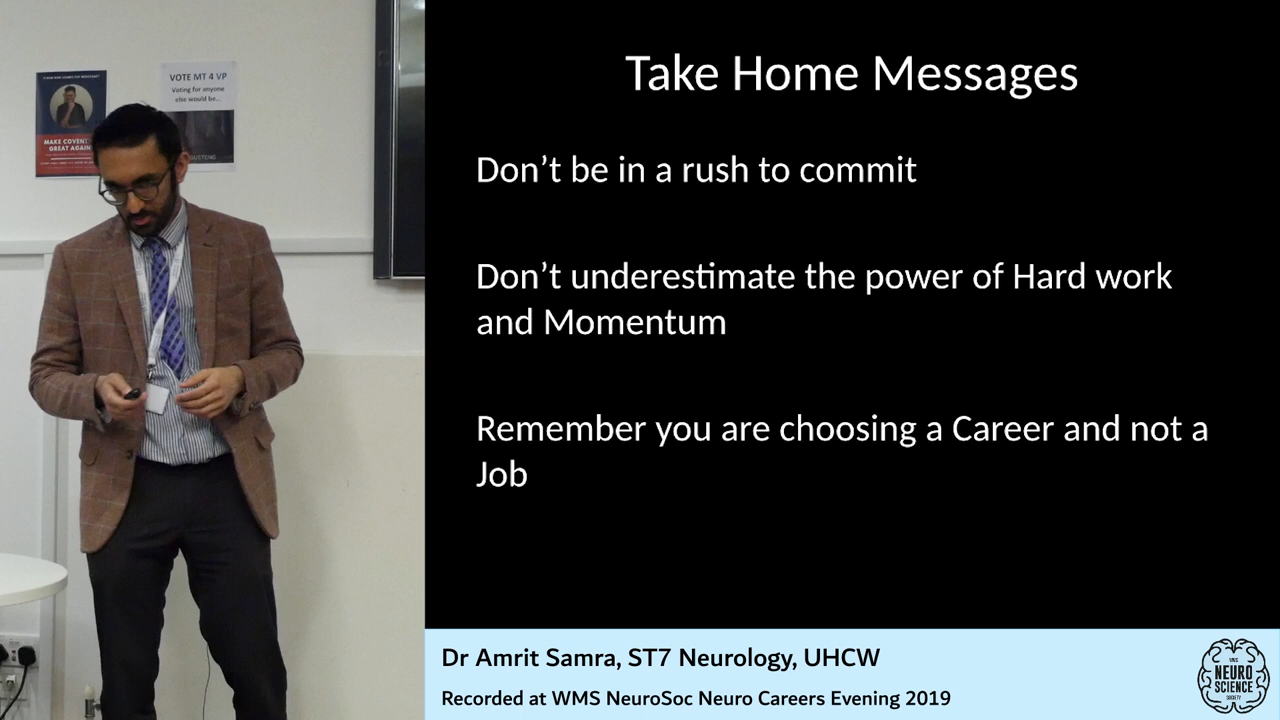 VOTE MT 4 VP
Voting for anyone
else would be...
MAKE COVENT
GREAT AGAIN
GUSTENG
Take Home Messages
Don’t be in a rush to commit
Don’t underestimate the power of Hard work
and Momentum
Remember you are choosing a Career and not a
Job
Dr Amrit Samra, ST7 Neurology, UHCW
Recorded at WMS NeuroSoc Neuro Careers Evening 2019
WMS
NEURO
SCIENCE
SOCIETY